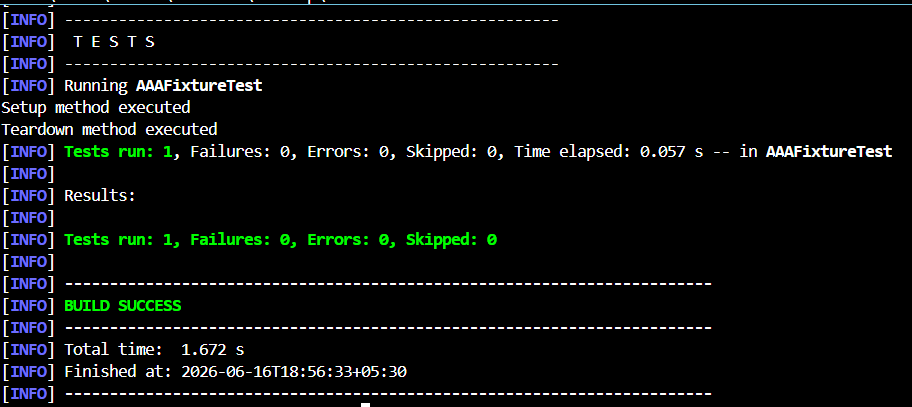 [INFO] -------------------------------------------------------
[INFO]  T E S T S
[INFO] -------------------------------------------------------
[INFO] Running AAAFixtureTest
Setup method executed
Teardown method executed
[INFO] Tests run: 1, Failures: 0, Errors: 0, Skipped: 0, Time elapsed: 0.057 s -- in AAAFixtureTest
[INFO]
[INFO] Results:
[INFO]
[INFO] Tests run: 1, Failures: 0, Errors: 0, Skipped: 0
[INFO]
[INFO] ------------------------------------------------------------------------
[INFO] BUILD SUCCESS
[INFO] ------------------------------------------------------------------------
[INFO] Total time:  1.672 s
[INFO] Finished at: 2026-06-16T18:56:33+05:30
[INFO] ------------------------------------------------------------------------